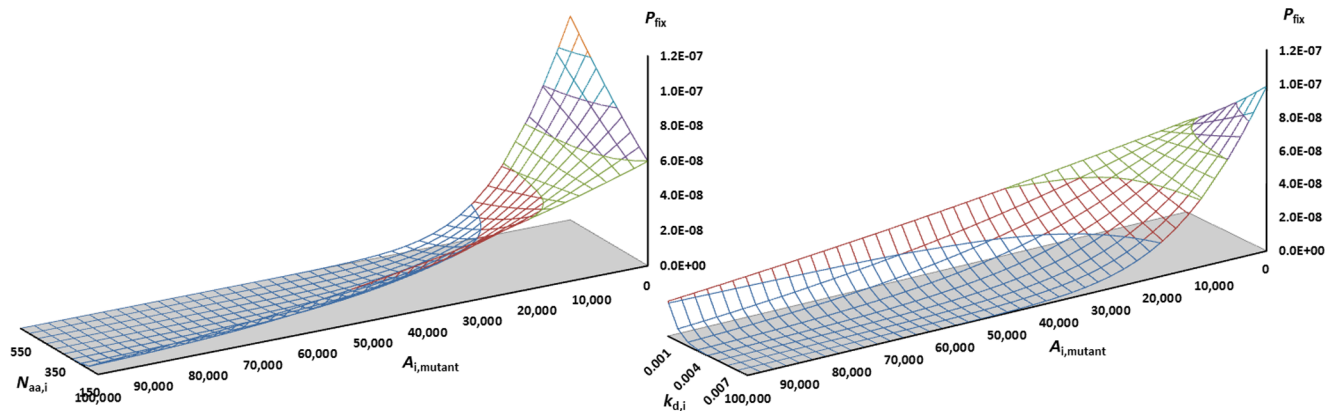 P_fix
1.2E-07
1.0E-07
8.0E-08
6.0E-08
4.0E-08
2.0E-08
0.0E+00
0
10,000
20,000
30,000
40,000
50,000
60,000
70,000
80,000
90,000
100,000
A_i,mutant
550
350
150
N_aa,i
P_fix
1.2E-07
1.0E-07
8.0E-08
6.0E-08
4.0E-08
2.0E-08
0.0E+00
0
10,000
20,000
30,000
40,000
50,000
60,000
70,000
80,000
90,000
100,000
A_i,mutant
0.001
0.004
0.007
k_d,i